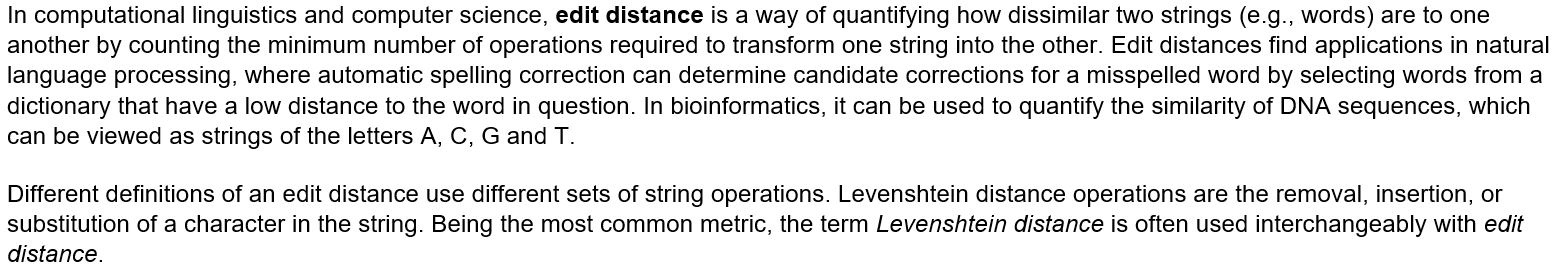 In computational linguistics and computer science, edit distance is a way of quantifying how dissimilar two strings (e.g., words) are to one
another by counting the minimum number of operations required to transform one string into the other. Edit distances find applications in natural
language processing, where automatic spelling correction can determine candidate corrections for a misspelled word by selecting words from a
dictionary that have a low distance to the word in question. In bioinformatics, it can be used to quantify the similarity of DNA sequences, which
can be viewed as strings of the letters A, C, G and T.
Different definitions of an edit distance use different sets of string operations. Levenshtein distance operations are the removal, insertion, or
substitution of a character in the string. Being the most common metric, the term Levenshtein distance is often used interchangeably with edit
distance.